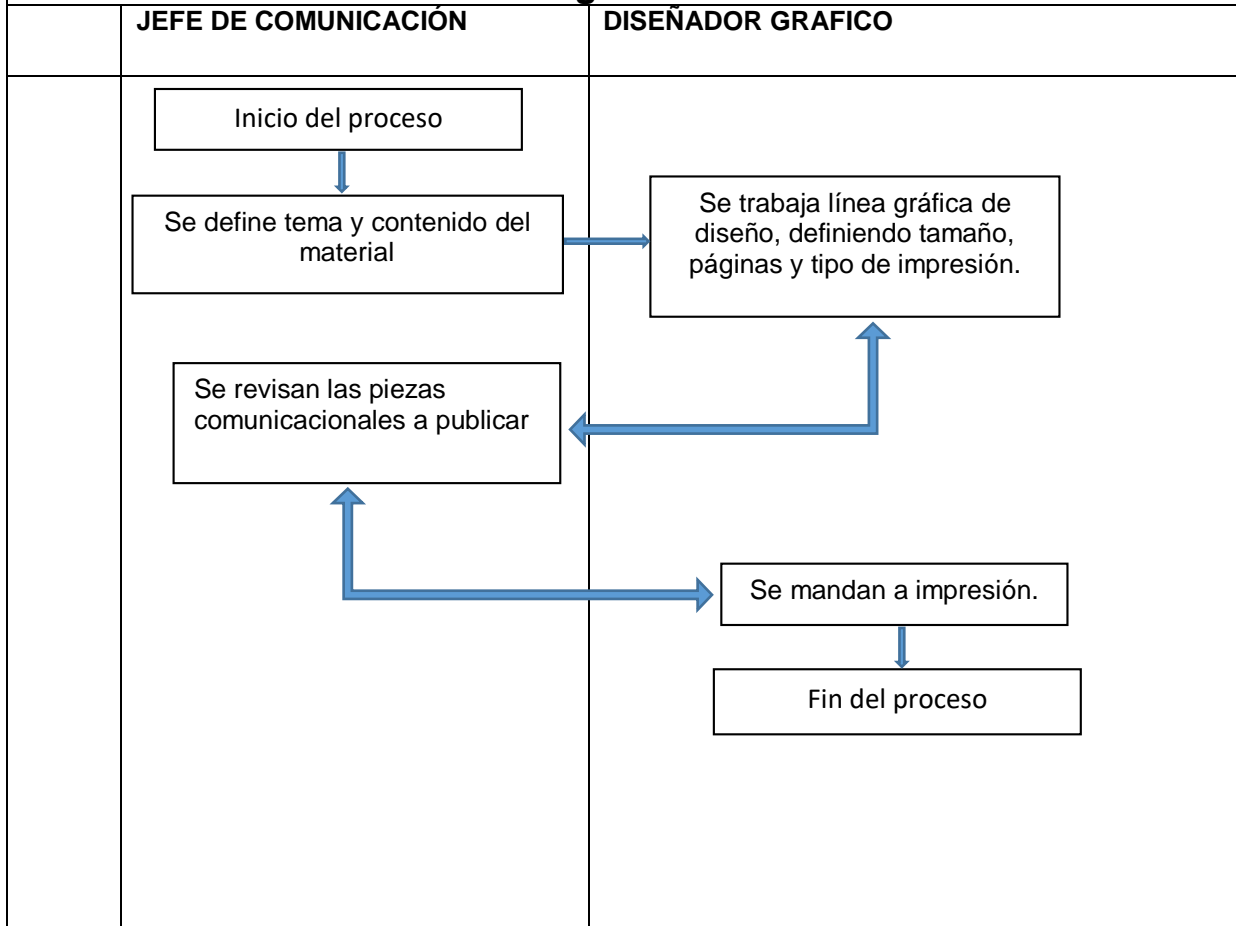 JEFE DE COMUNICACIÓN
DISEÑADOR GRAFICO
Inicio del proceso
Se define tema y contenido del
material
Se trabaja línea gráfica de
diseño, definiendo tamaño,
páginas y tipo de impresión.
Se revisan las piezas
comunicacionales a publicar
Se mandan a impresión.
Fin del proceso